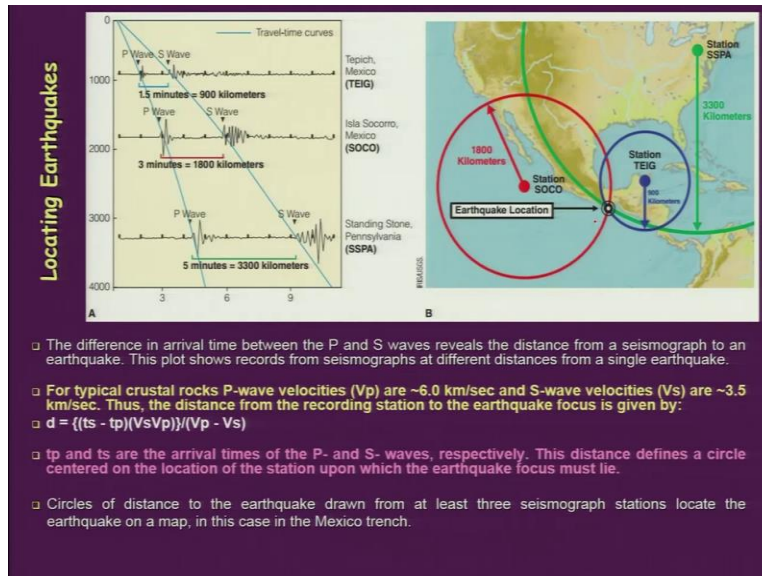 Locating Earthquakes
0
1000
2000
3000
4000
3
6
9
Travel-time curves
P Wave
S Wave
1.5 minutes = 900 kilometers
Tepich,
Mexico
(TEIG)
P Wave
S Wave
3 minutes = 1800 kilometers
Isla Socorro,
Mexico
(SOCO)
P Wave
S Wave
5 minutes = 3300 kilometers
Standing Stone,
Pennsylvania
(SSPA)
A
Station
SSPA
3300
Kilometers
1800
Kilometers
Station
TEIG
900
Kilometers
Station
SOCO
Earthquake Location
IRIS/USGS
B
The difference in arrival time between the P and S waves reveals the distance from a seismograph to an
earthquake. This plot shows records from seismographs at different distances from a single earthquake.
For typical crustal rocks P-wave velocities (Vp) are ~6.0 km/sec and S-wave velocities (Vs) are ~3.5
km/sec. Thus, the distance from the recording station to the earthquake focus is given by:
d = {(ts - tp)(VsVp)}/(Vp - Vs)
tp and ts are the arrival times of the P- and S- waves, respectively. This distance defines a circle
centered on the location of the station upon which the earthquake focus must lie.
Circles of distance to the earthquake drawn from at least three seismograph stations locate the
earthquake on a map, in this case in the Mexico trench.